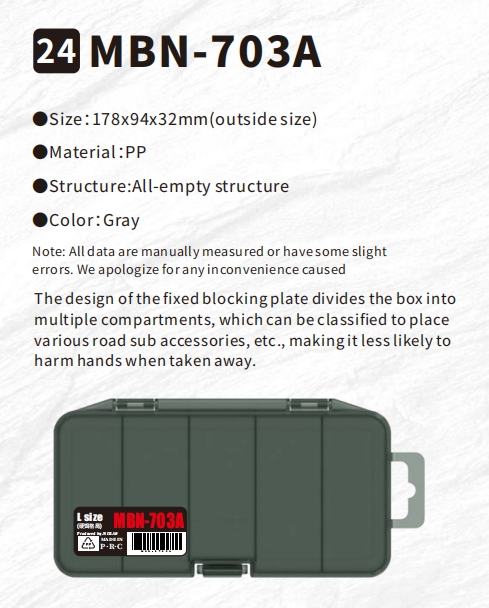 24 MBN-703A
●Size:178x94x32mm(outside size)
●Material:PP
●Structure:All-empty structure
●Color:Gray
Note: All data are manually measured or have some slight
errors. We apologize for any inconvenience caused
The design of the fixed blocking plate divides the box into
multiple compartments, which can be classified to place
various road sub accessories, etc., making it less likely to
harm hands when taken away.
L size
MBN-703A
MADE IN
P·R·C